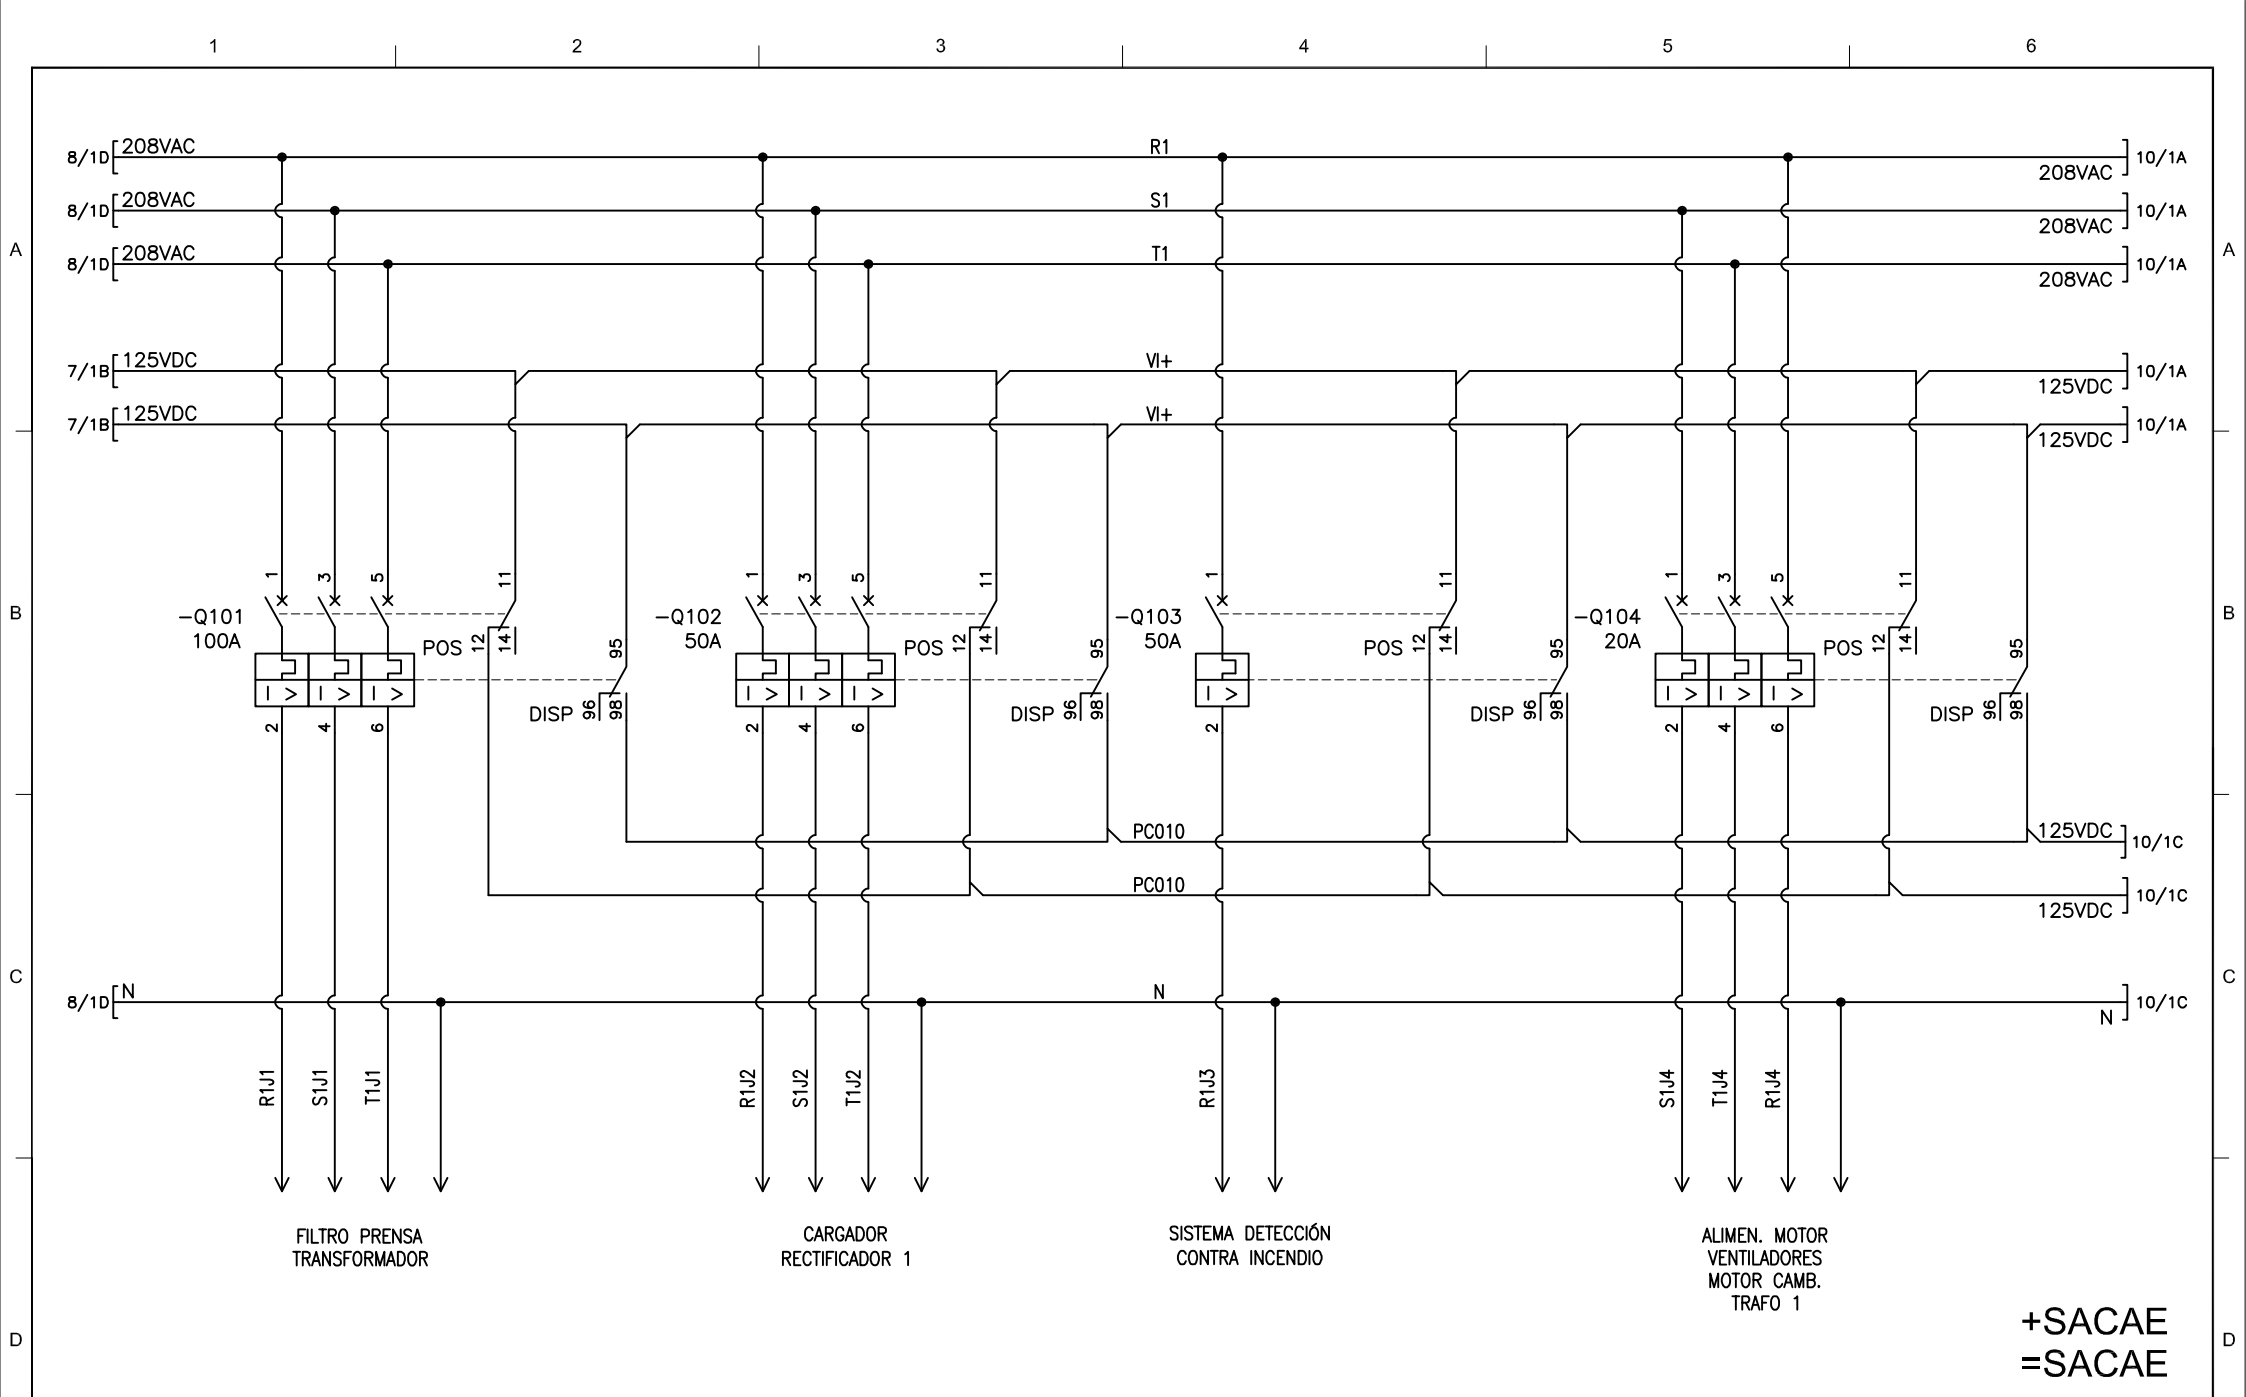 1 2 3 4 5 6
8/1D 208VAC R1 10/1A
208VAC
8/1D 208VAC S1 10/1A
208VAC
A 8/1D 208VAC T1 10/1A A
208VAC
7/1B 125VDC VI+ 10/1A
125VDC
7/1B 125VDC VI+ 10/1A
125VDC
1 3 5 11 1 3 5 11 1 11 1 3 5 11
B -Q101 -Q102 -Q103 -Q104 B
100A 50A 50A 20A
POS 12 14 95 POS 12 14 95 POS 12 14 95 POS 12 14 95
I > I > I > I > I > I > I > I > I > I >
DISP 96 98 DISP 96 98 DISP 96 98 DISP 96 98
2 4 6 2 4 6 2 2 4 6
PC010 125VDC 10/1C
PC010 10/1C
125VDC
C C
8/1D N N 10/1C
N
R1J1 S1J1 T1J1 R1J2 S1J2 T1J2 R1J3 S1J4 T1J4 R1J4
FILTRO PRENSA
TRANSFORMADOR
CARGADOR
RECTIFICADOR 1
SISTEMA DETECCIÓN
CONTRA INCENDIO
ALIMEN. MOTOR
VENTILADORES
MOTOR CAMB.
TRAFO 1
+SACAE
D D
=SACAE